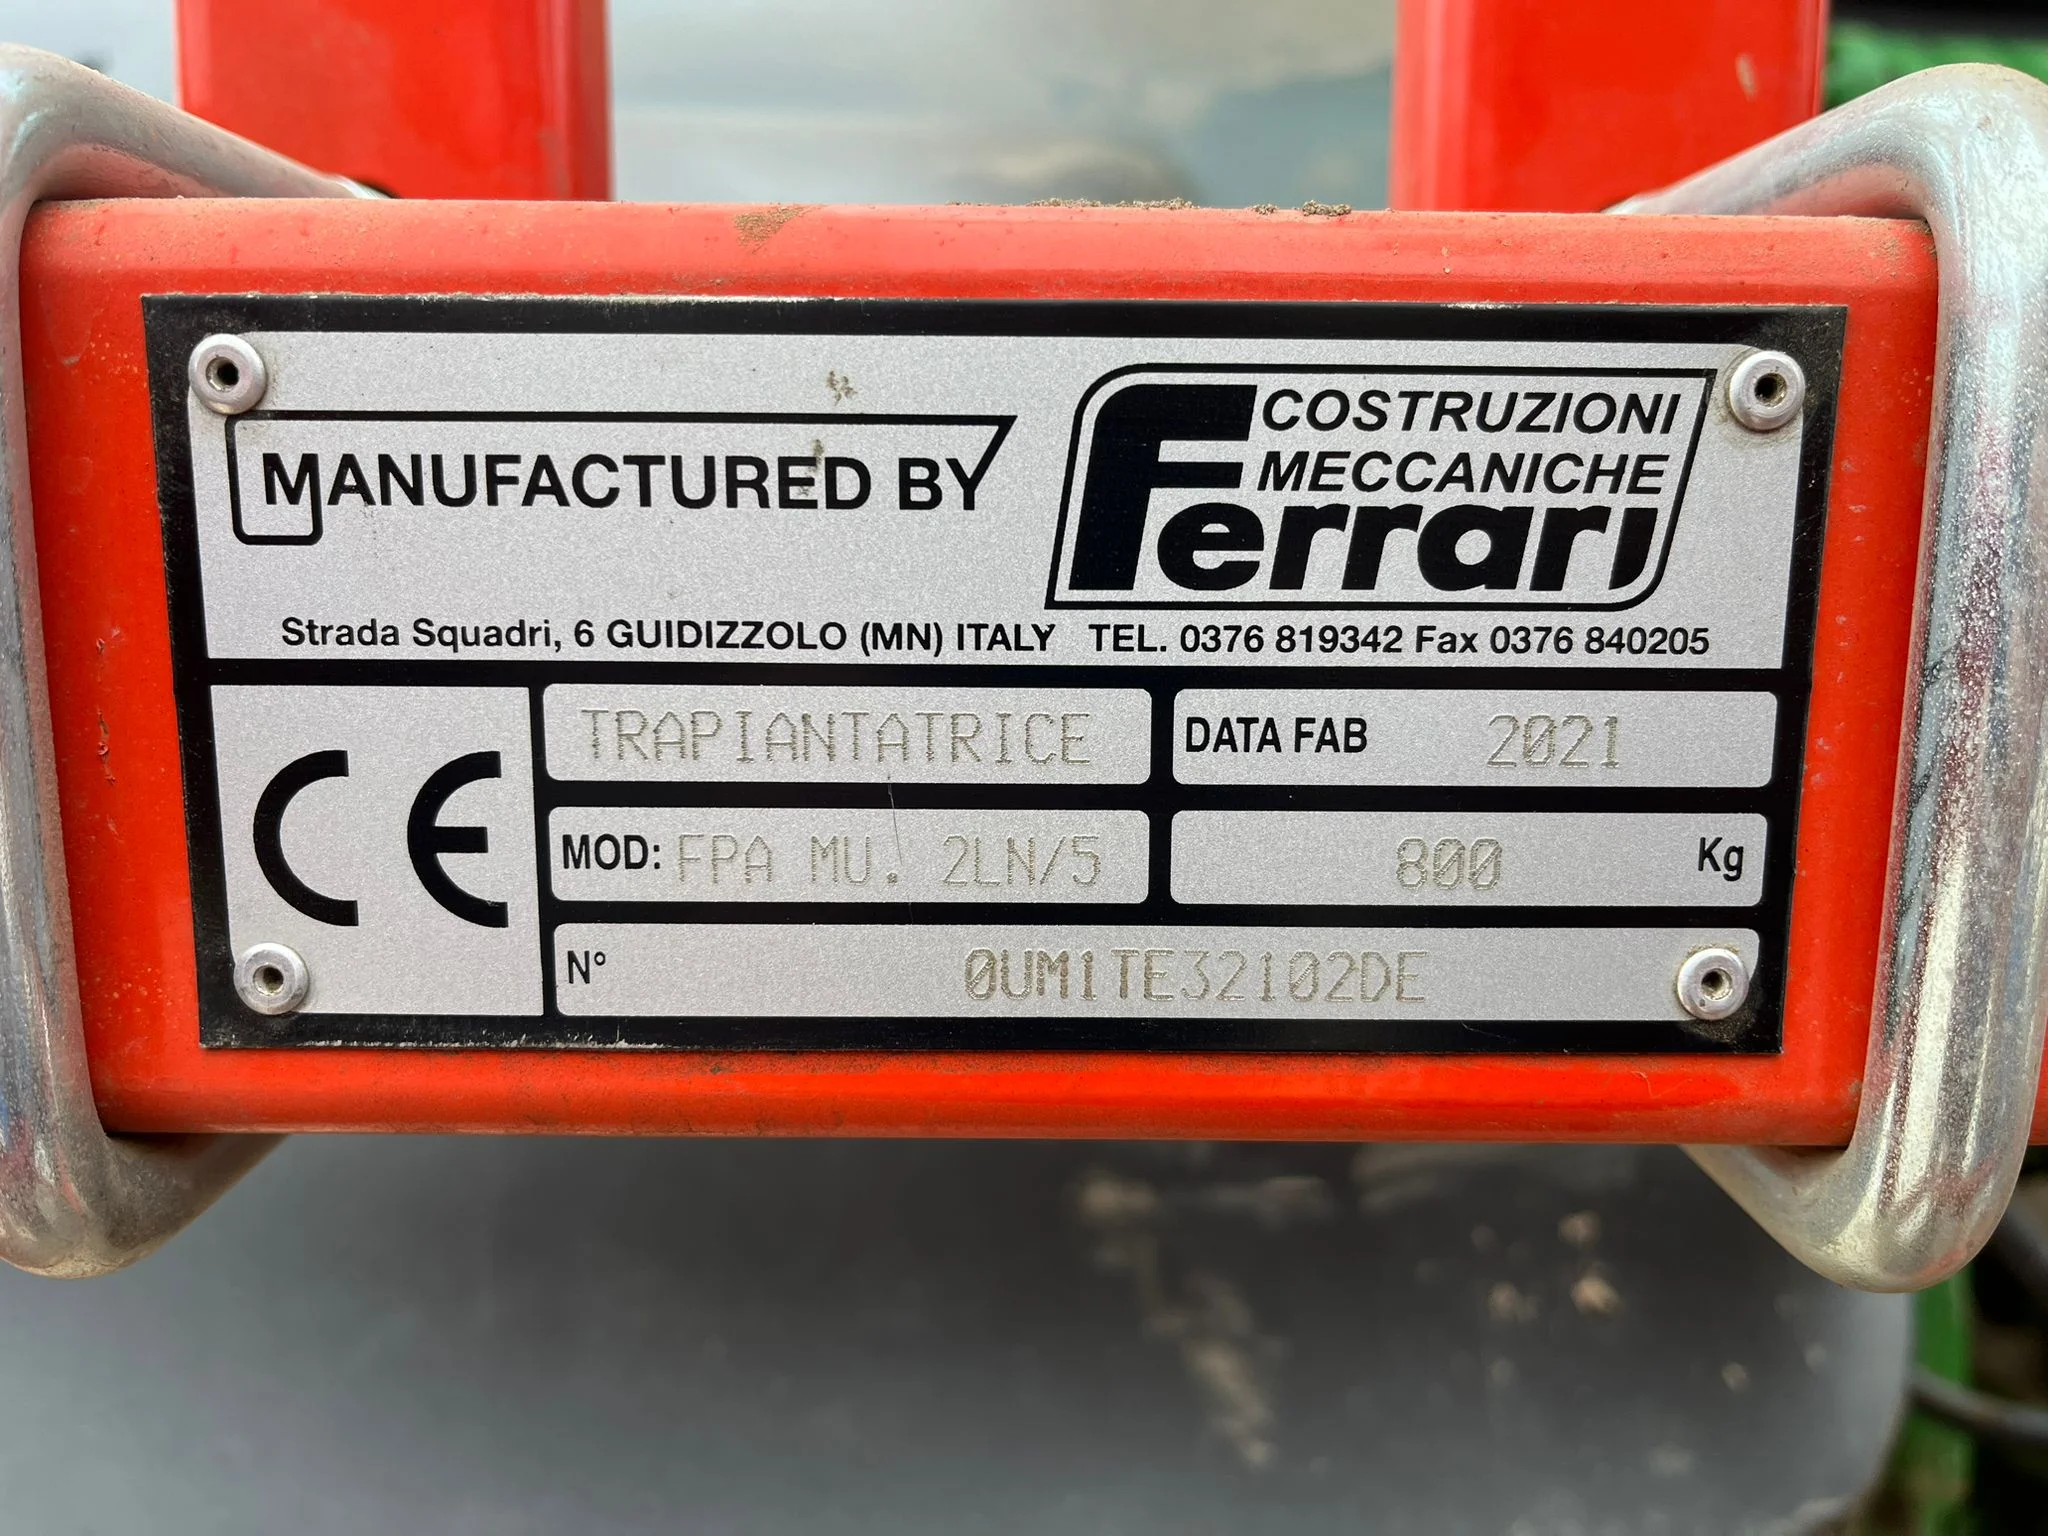 MANUFACTURED BY
COSTRUZIONI
MECCANICHE
Ferrari
Strada Squadri, 6 GUIDIZZOLO (MN) ITALY TEL. 0376 819342 Fax 0376 840205
CE
TRAPIANTATRICE
DATA FAB 2021
MOD: FPA MU. 2LN/5
800 Kg
N° 0UM1TE32102DE